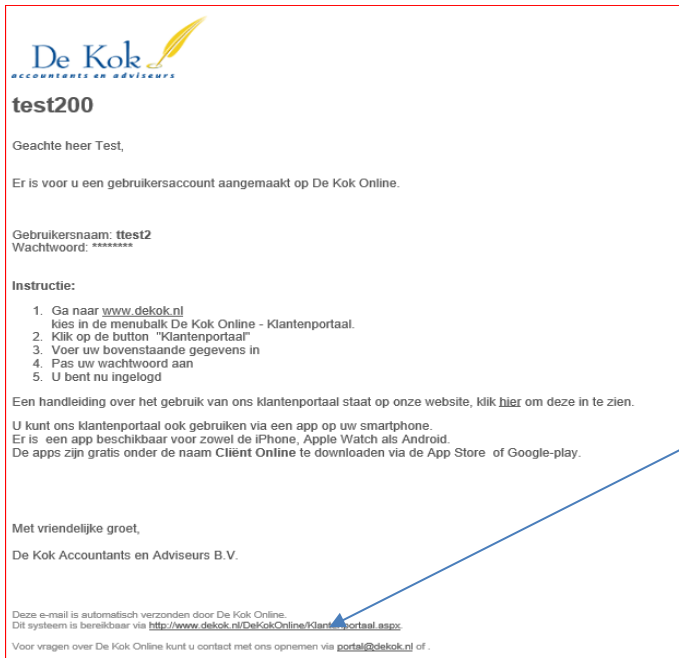 De Kok
accountants en adviseurs
test200
Geachte heer Test,
Er is voor u een gebruikersaccount aangemaakt op De Kok Online.
Gebruikersnaam: ttest2
Wachtwoord: ********
Instructie:
1. Ga naar www.dekok.nl
kies in de menubalk De Kok Online - Klantenportaal.
2. Klik op de button "Klantenportaal"
3. Voer uw bovenstaande gegevens in
4. Pas uw wachtwoord aan
5. U bent nu ingelogd
Een handleiding over het gebruik van ons klantenportaal staat op onze website, klik hier om deze in te zien.
U kunt ons klantenportaal ook gebruiken via een app op uw smartphone.
Er is een app beschikbaar voor zowel de iPhone, Apple Watch als Android.
De apps zijn gratis onder de naam Cliënt Online te downloaden via de App Store of Google-play.
Met vriendelijke groet,
De Kok Accountants en Adviseurs B.V.
Deze e-mail is automatisch verzonden door De Kok Online.
Dit systeem is bereikbaar via http://www.dekok.nl/DeKokOnline/Klantenportaal.aspx.
Voor vragen over De Kok Online kunt u contact met ons opnemen via portal@dekok.nl of .